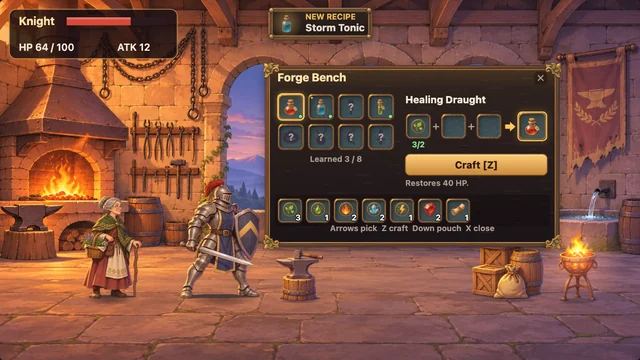 Knight
HP 64 / 100 ATK 12
NEW RECIPE
Storm Tonic
Forge Bench
×
Healing Draught
? 
? ? ? ?
+ +
3/2
Learned 3 / 8
Craft [Z]
Restores 40 HP.
3 1 2 2 1 2 1
Arrows pick Z craft Down pouch X close